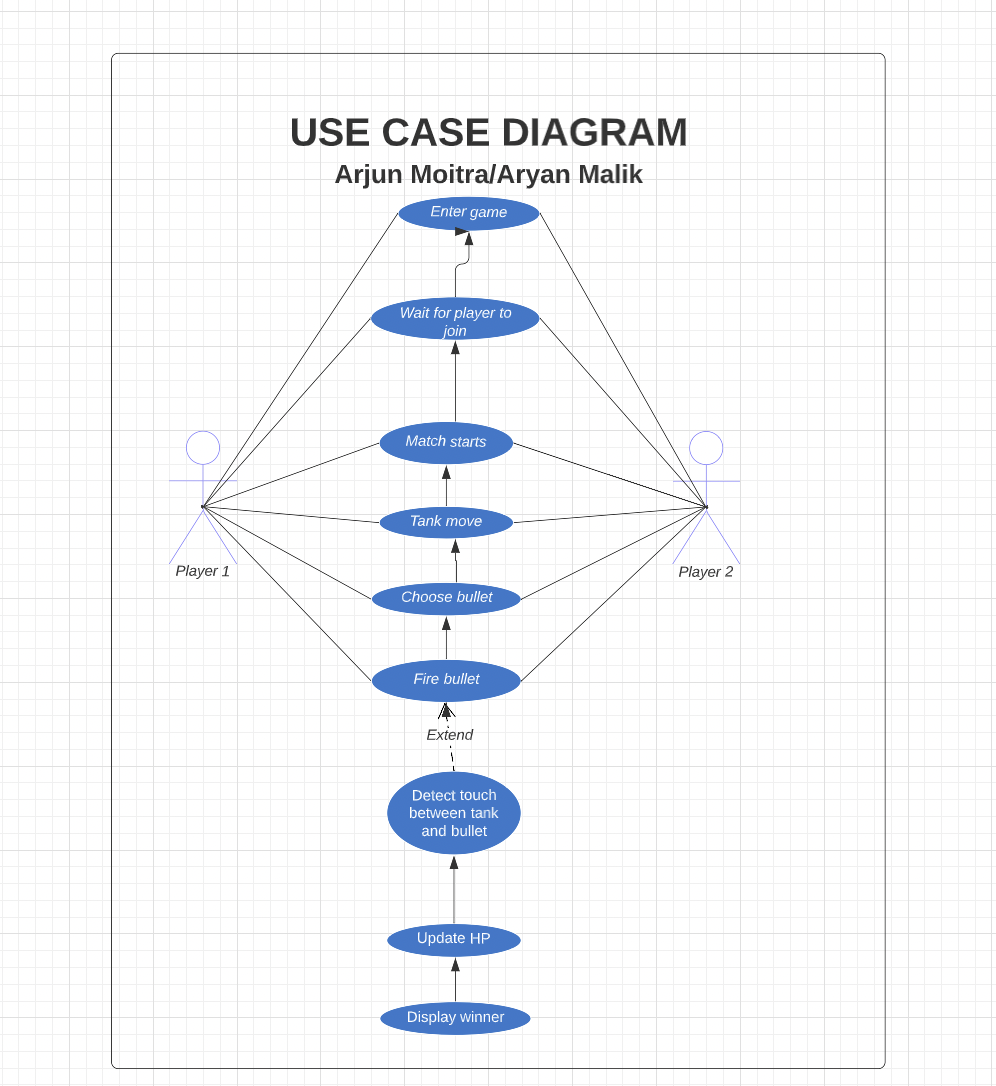 USE CASE DIAGRAM
Arjun Moitra/Aryan Malik
Enter game
Wait for player to
join
Match starts
Tank move
Player 1
Player 2
Choose bullet
Fire bullet
Extend
Detect touch
between tank
and bullet
Update HP
Display winner